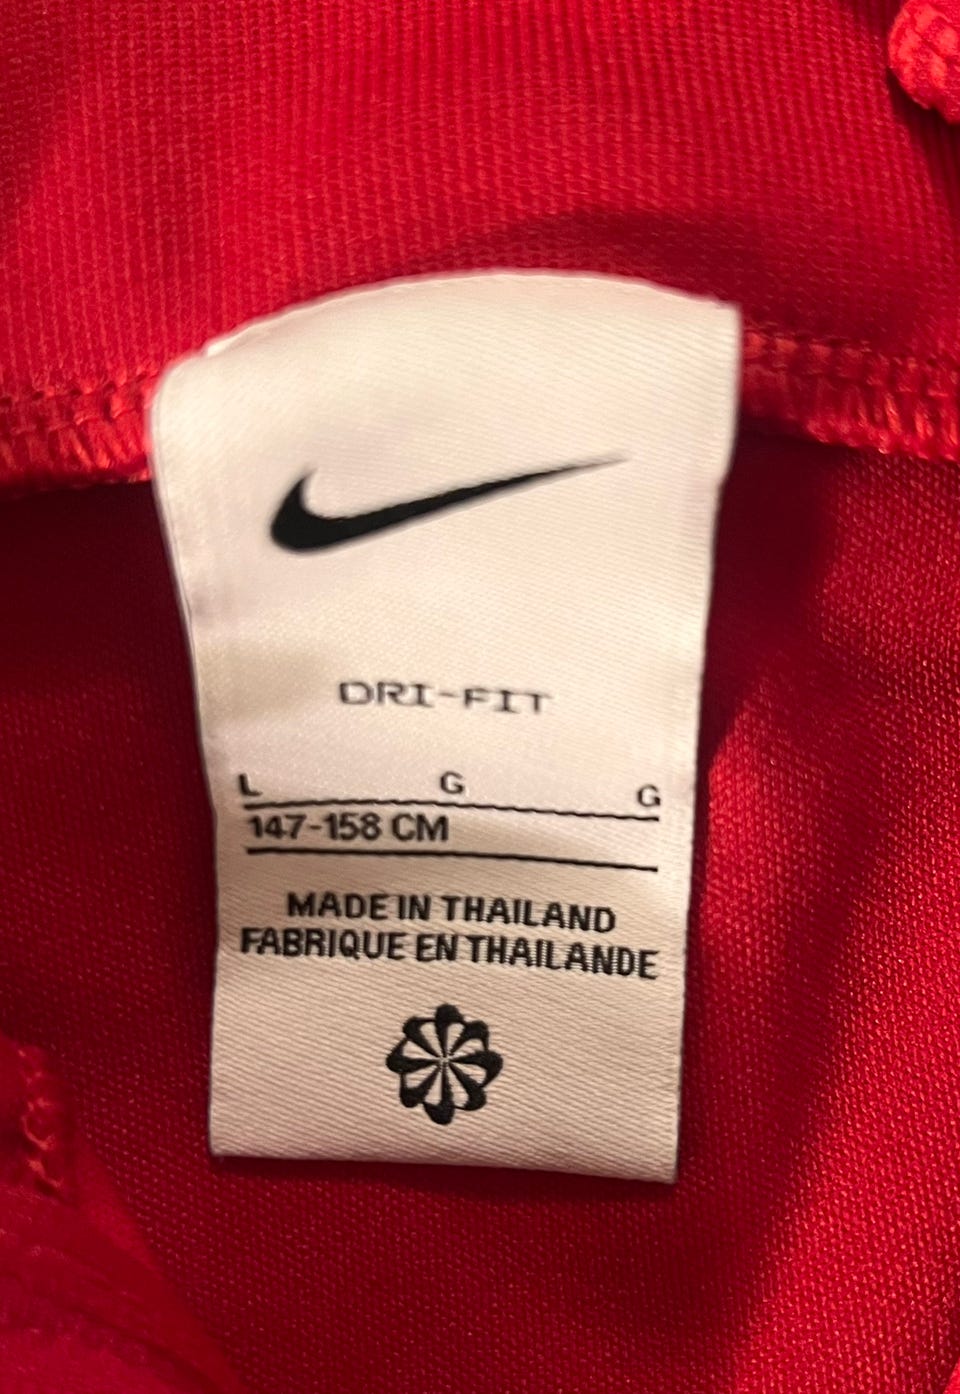 DRI-FIT
L G G
147-158 CM
MADE IN THAILAND
FABRIQUE EN THAILANDE